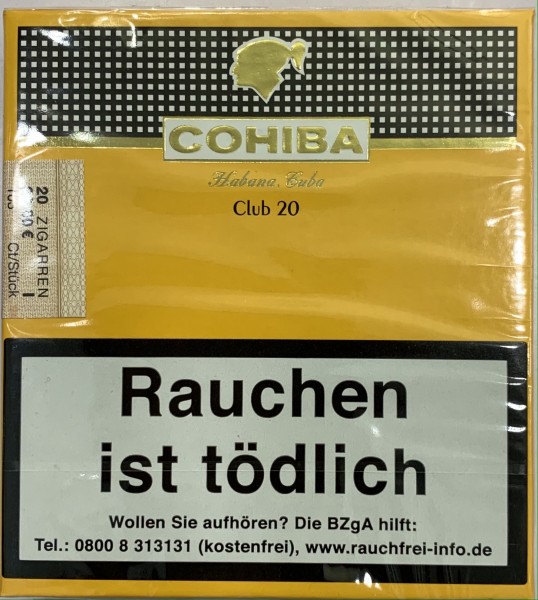 COHIBA
Habana, Cuba
Club 20
20 ZIGARREN
€
Ct/Stück
Rauchen
ist tödlich
Wollen Sie aufhören? Die BZgA hilft:
Tel.: 0800 8 313131 (kostenfrei), www.rauchfrei-info.de